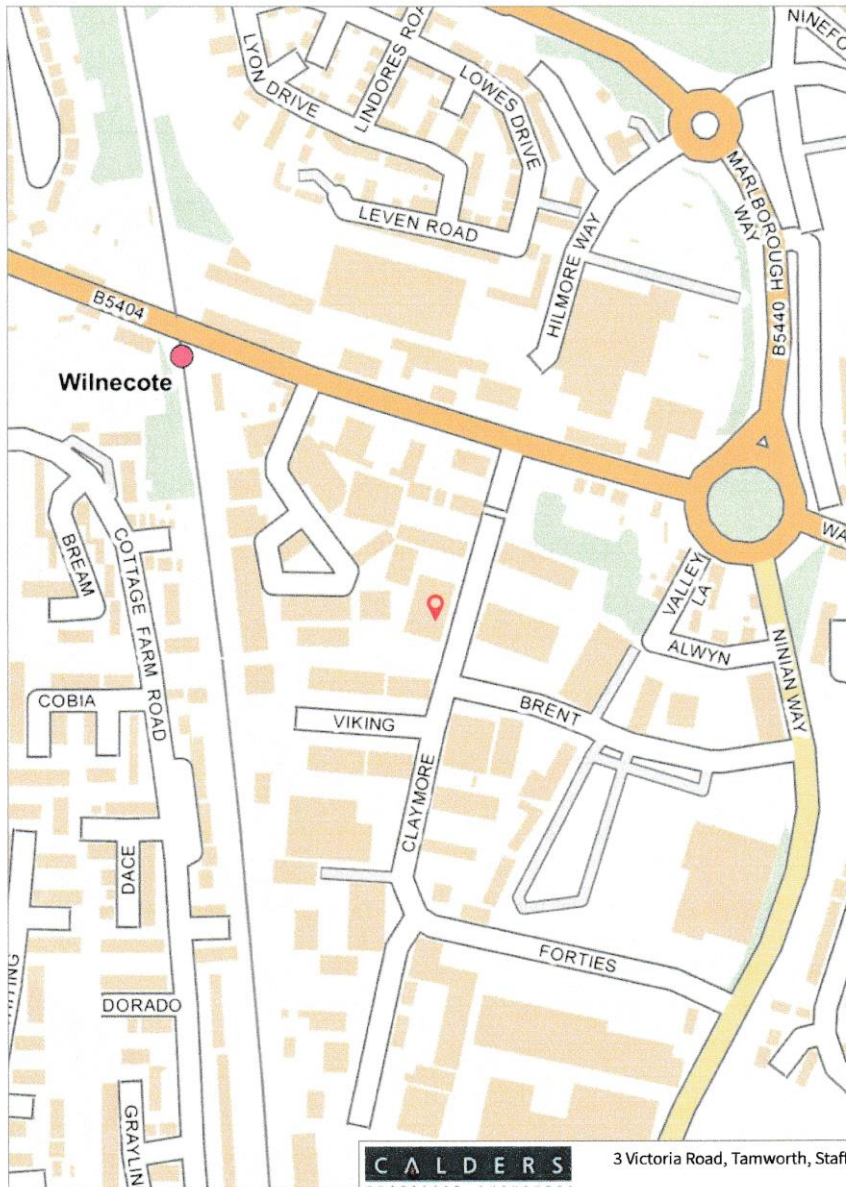 NINEFO
LYON DRIVE
LINDORES ROA
LOWES DRIVE
MARLBOROUGH
WAY
LEVEN ROAD
HILMORE WAY
B5404
B5440
Wilnecote
BREAM
COTTAGE FARM ROAD
WA
VALLEY
LA
ALWYN
NINIAN WAY
COBIA
VIKING
BRENT
CLAYMORE
DACE
FORTIES
DORADO
GRAYLIN
CALDERS
3 Victoria Road, Tamworth, Staff